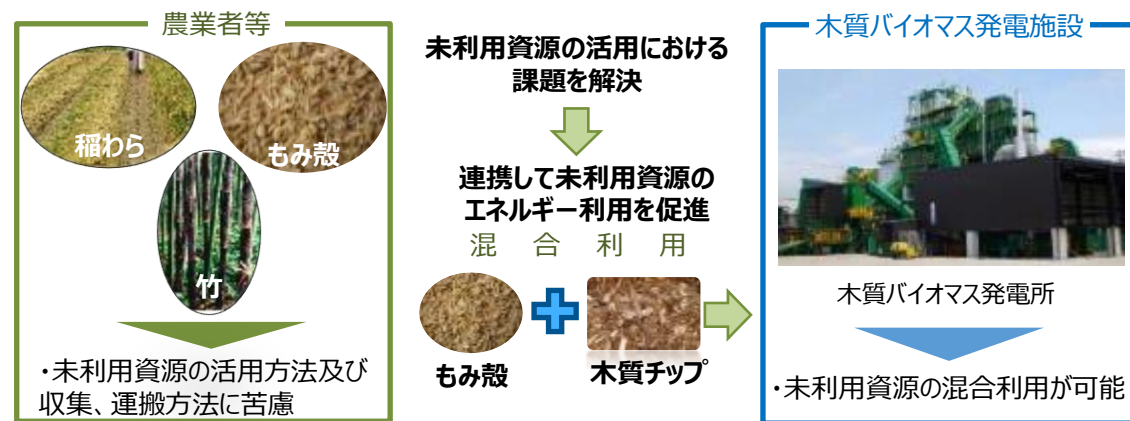 農業者等
稲わら
もみ殻
竹
・未利用資源の活用方法及び
収集、運搬方法に苦慮
未利用資源の活用における
課題を解決
連携して未利用資源の
エネルギー利用を促進
混合利用
もみ殻
木質チップ
木質バイオマス発電施設
木質バイオマス発電所
・未利用資源の混合利用が可能